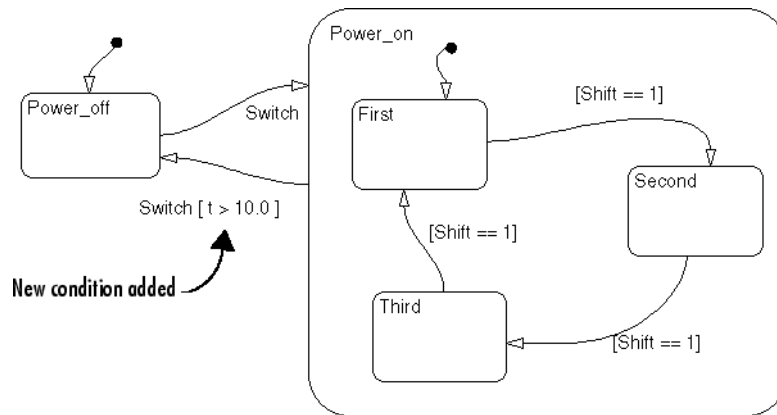 Power_on
Power_off
Switch
First
[Shift == 1]
Second
Switch [ t > 10.0 ]
[Shift == 1]
New condition added
Third
[Shift == 1]